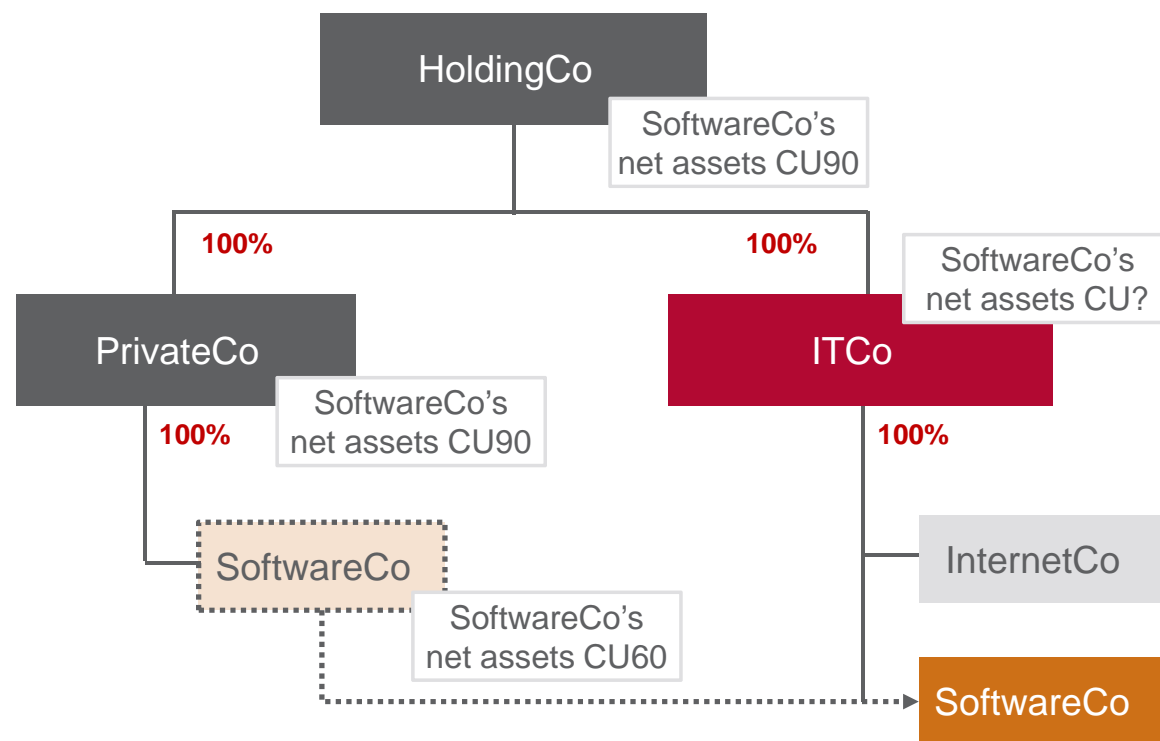 HoldingCo
SoftwareCo’s
net assets CU90
100%
100%
SoftwareCo’s
net assets CU?
PrivateCo
ITCo
SoftwareCo’s
net assets CU90
100%
100%
SoftwareCo
InternetCo
SoftwareCo’s
net assets CU60
SoftwareCo